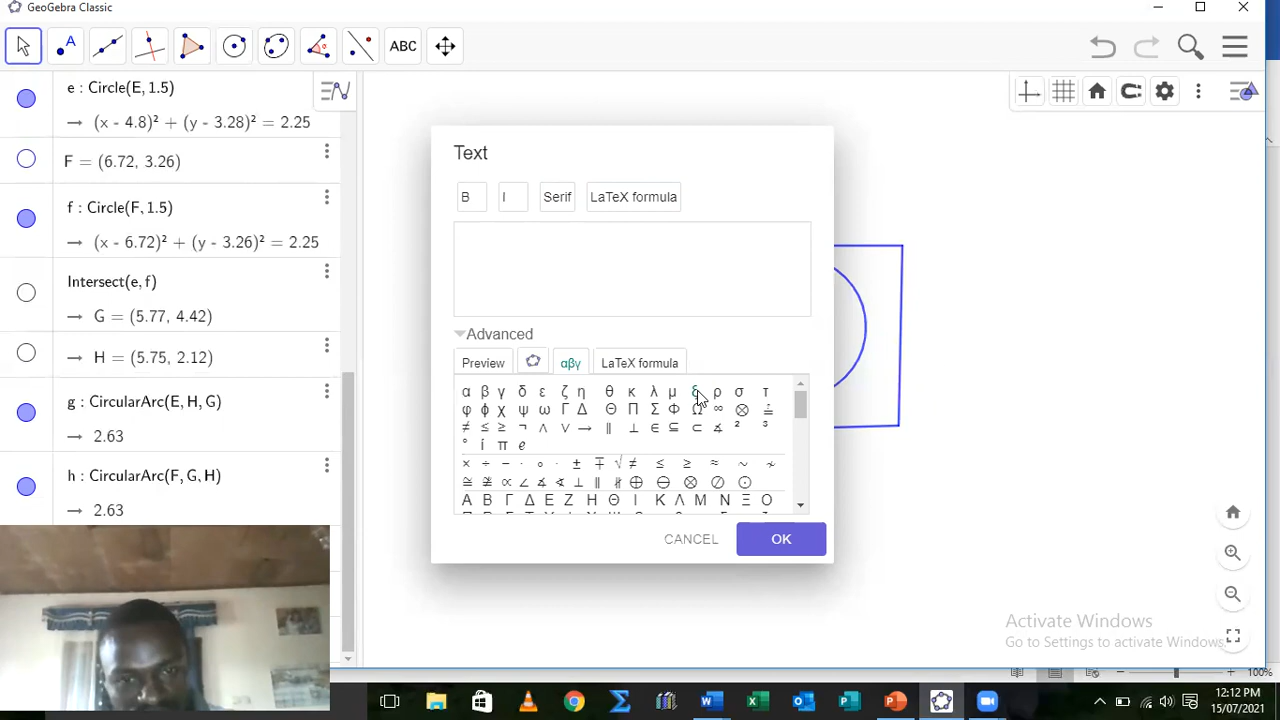 GeoGebra Classic
A
ABC
e : Circle(E, 1.5)
→ (x - 4.8)² + (y - 3.28)² = 2.25
F = (6.72, 3.26)
f : Circle(F, 1.5)
→ (x - 6.72)² + (y - 3.26)² = 2.25
Intersect(e, f)
→ G = (5.77, 4.42)
→ H = (5.75, 2.12)
g : CircularArc(E, H, G)
→ 2.63
h : CircularArc(F, G, H)
→ 2.63
Text
B I Serif LaTeX formula
Advanced
Preview αβγ LaTeX formula
α β γ δ ε ζ η θ κ λ μ ξ ρ σ τ
φ ϕ χ ψ ω Γ Δ Θ Π Σ Φ Ω ∞ ⊗ ≟
≠ ≤ ≥ ¬ ∧ ∨ → ∥ ⊥ ∈ ⊆ ⊂ ∡ ² ³
° í π e
× ÷ − · ∘ ± ∓ √ ≠ ≤ ≥ ≈ ∼ ≁
≅ ≇ ∝ ∠ ∡ ∢ ⊥ ∥ ∦ ⊕ ⊖ ⊗ ⊘ ⊙
Α Β Γ Δ Ε Ζ Η Θ Ι Κ Λ Μ Ν Ξ Ο
CANCEL OK
Activate Windows
Go to Settings to activate Windows.
100%
12:12 PM
15/07/2021